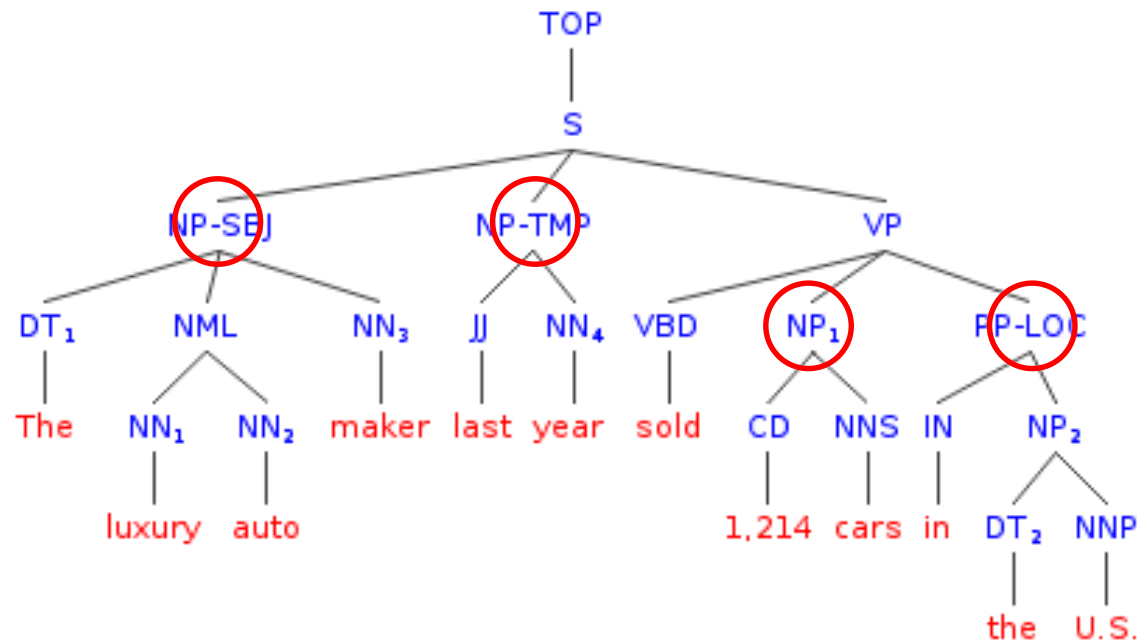 TOP
S
NP-SBJ NP-TMP VP
DT₁ NML NN₃ JJ NN₄ VBD NP₁ PP-LOC
The NN₁ NN₂ maker last year sold CD NNS IN NP₂
luxury auto 1,214 cars in DT₂ NNP
the U.S.